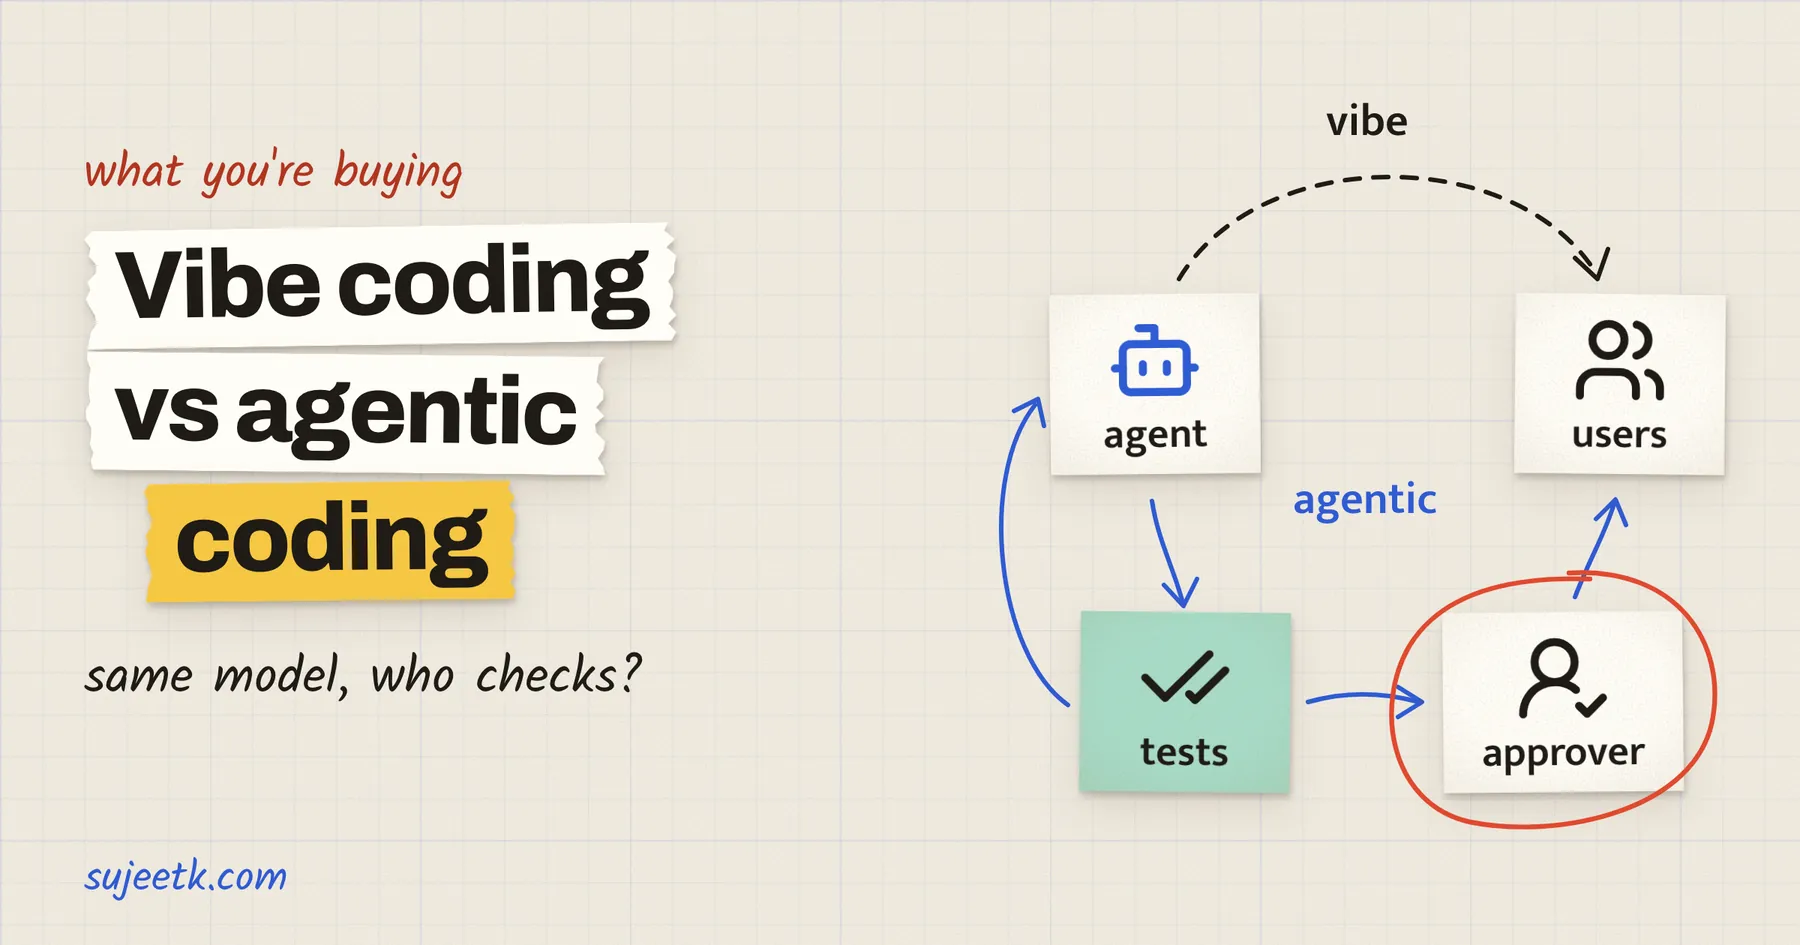 what you're buying
Vibe coding
vs agentic
coding
same model, who checks?
sujeetk.com
vibe
agent
users
agentic
tests
approver